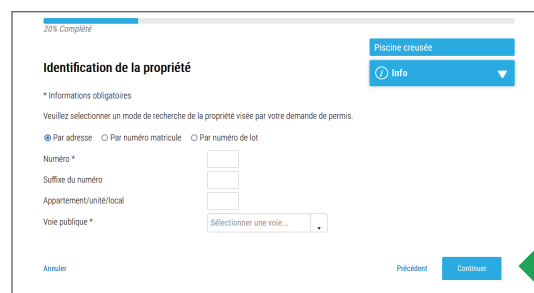 20% Complété
Piscine creusée
Info
Identification de la propriété
* Informations obligatoires
Veuillez selectionner un mode de recherche de la propriété visée par votre demande de permis.
Par adresse Par numéro matricule Par numéro de lot
Numéro *
Suffixe du numéro
Appartement/unité/local
Voie publique * Sélectionner une voie...
Annuler Précédent Continuer